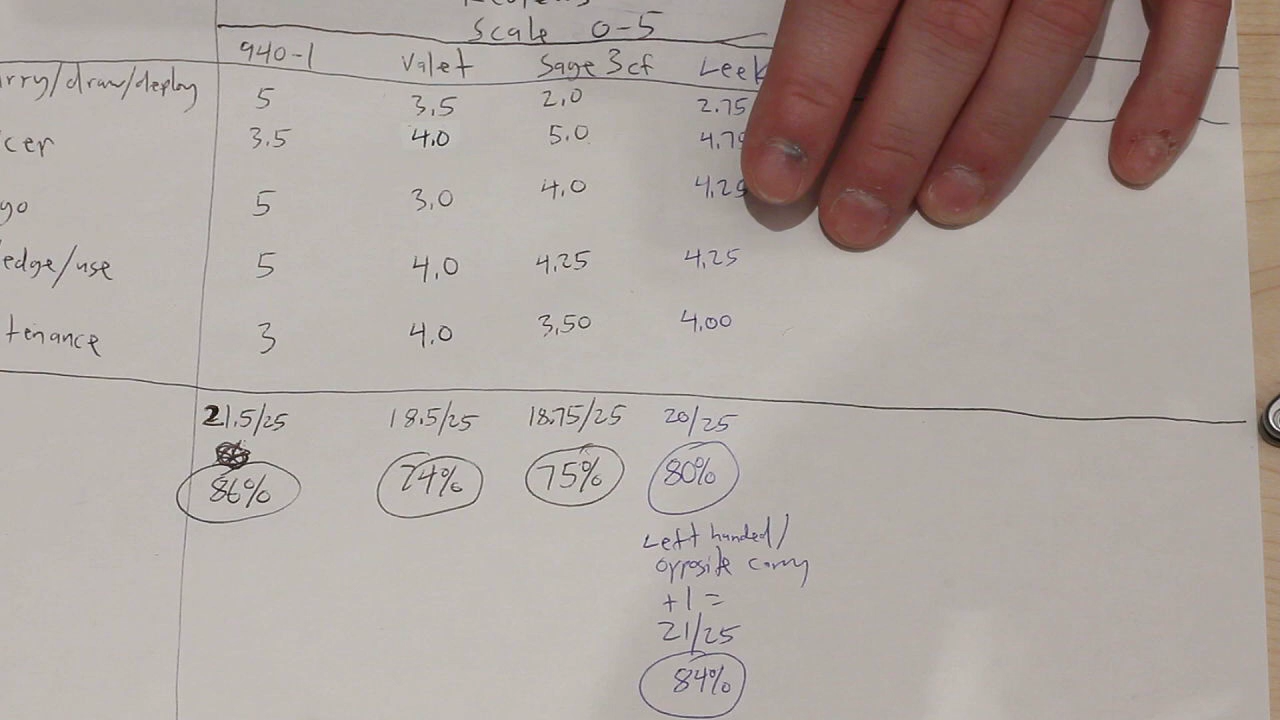 Scale 0-5
940-1 Valet Sage 3cf Leek
rry/draw/deploy 5 3.5 2.0 2.75
cer 3.5 4.0 5.0 4.75
go 5 3.0 4.0 4.25
edge/use 5 4.0 4.25 4.25
tenance 3 4.0 3.50 4.00
21.5/25 18.5/25 18.75/25 20/25
86% 74% 75% 80%
Left handed/
opposite carry
+1 =
21/25
84%